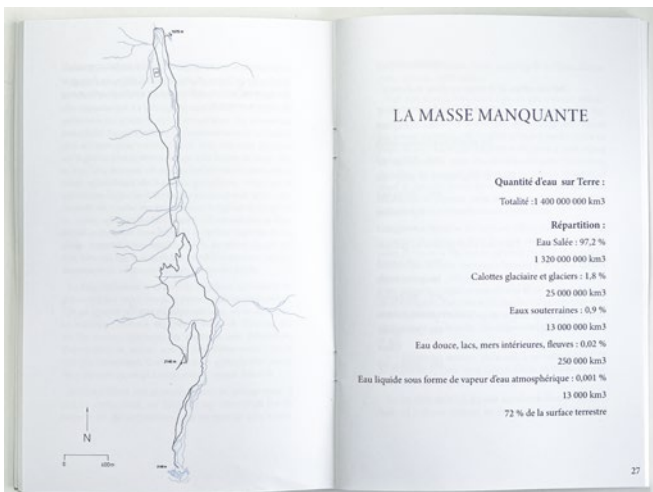 N
0
LA MASSE MANQUANTE
Quantité d'eau sur Terre :
Totalité :1 400 000 000 km3
Répartition :
Eau Salée : 97,2 %
1 320 000 000 km3
Calottes glaciaire et glaciers : 1,8 %
25 000 000 km3
Eaux souterraines : 0,9 %
13 000 000 km3
Eau douce, lacs, mers intérieures, fleuves : 0,02 %
250 000 km3
Eau liquide sous forme de vapeur d'eau atmosphérique : 0,001 %
13 000 km3
72 % de la surface terrestre
27